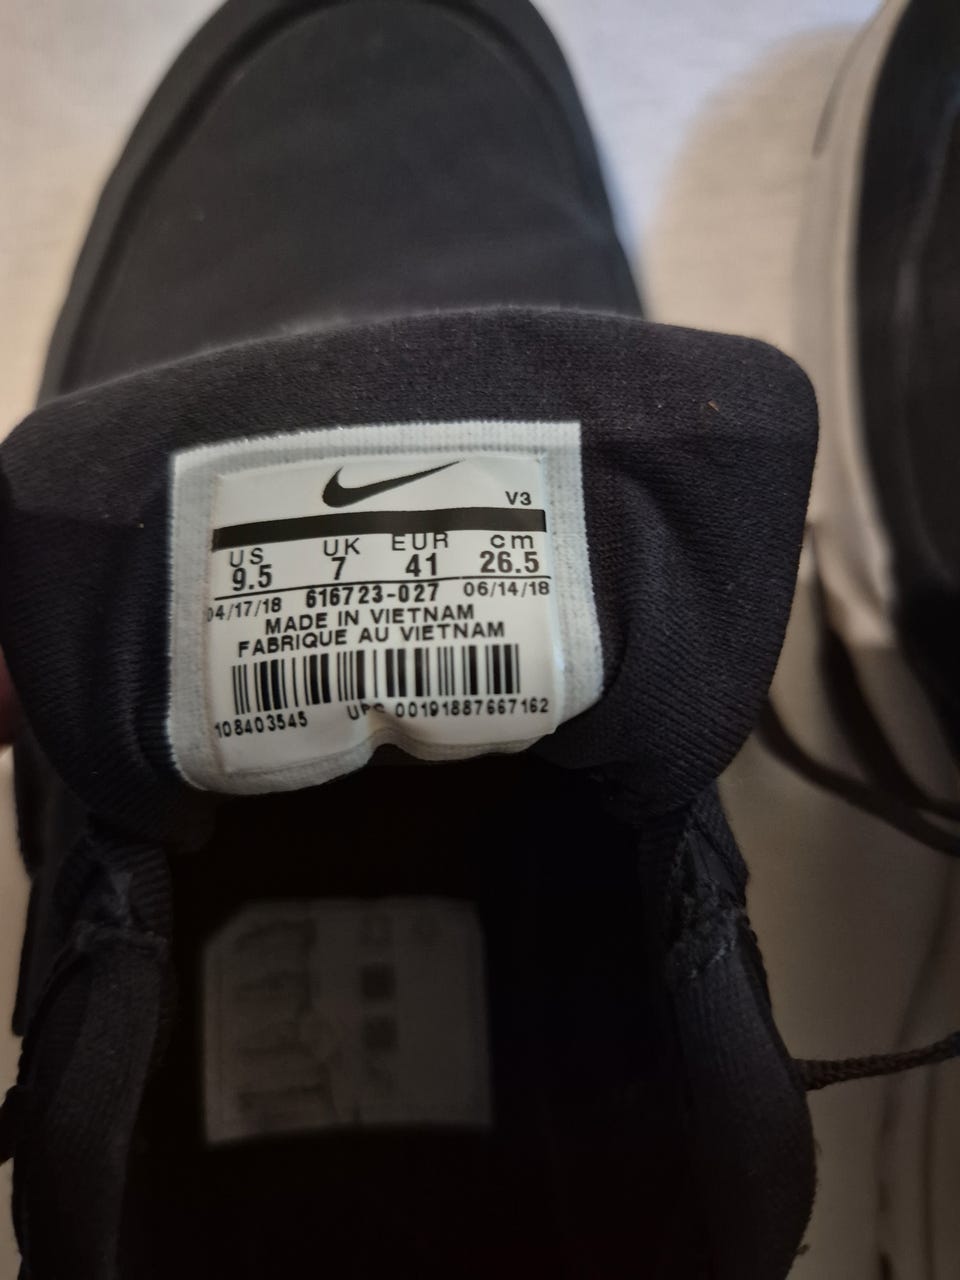 V3
US UK EUR cm
9.5 7 41 26.5
04/17/18 616723-027 06/14/18
MADE IN VIETNAM
FABRIQUE AU VIETNAM
108403545 UPC 00191887667162